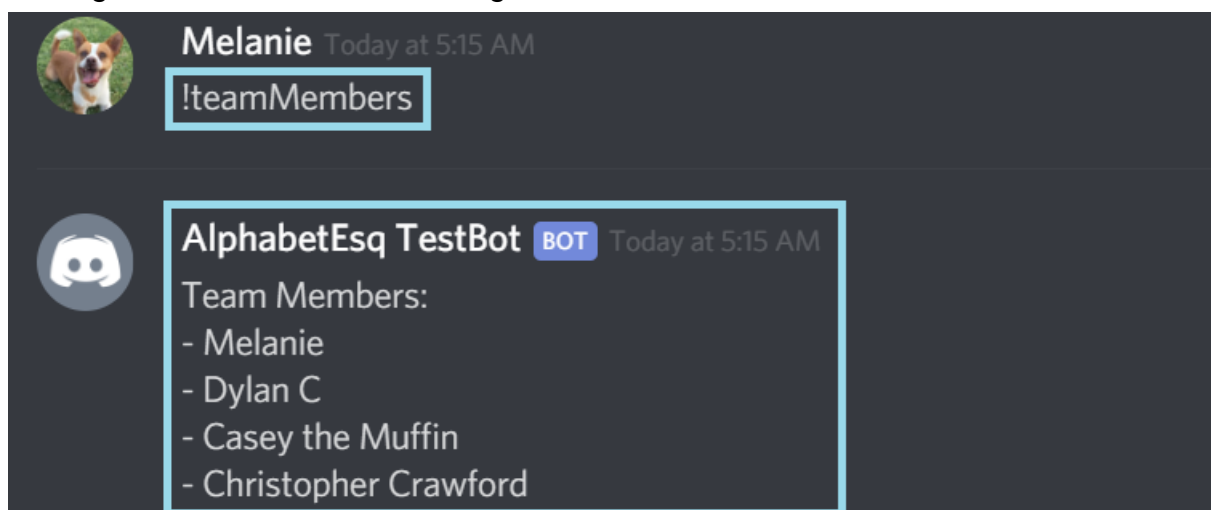 Melanie Today at 5:15 AM
!teamMembers
AlphabetEsq TestBot BOT Today at 5:15 AM
Team Members:
- Melanie
- Dylan C
- Casey the Muffin
- Christopher Crawford